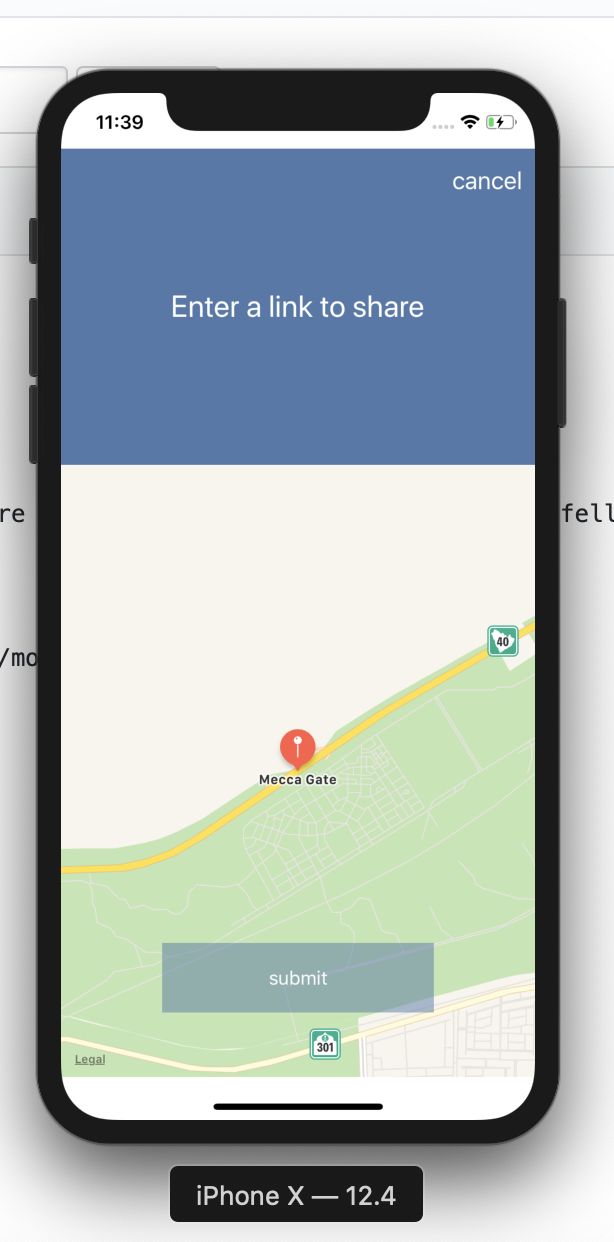 11:39
cancel
Enter a link to share
re
fell
/mo
40
Mecca Gate
submit
301
Legal
iPhone X — 12.4